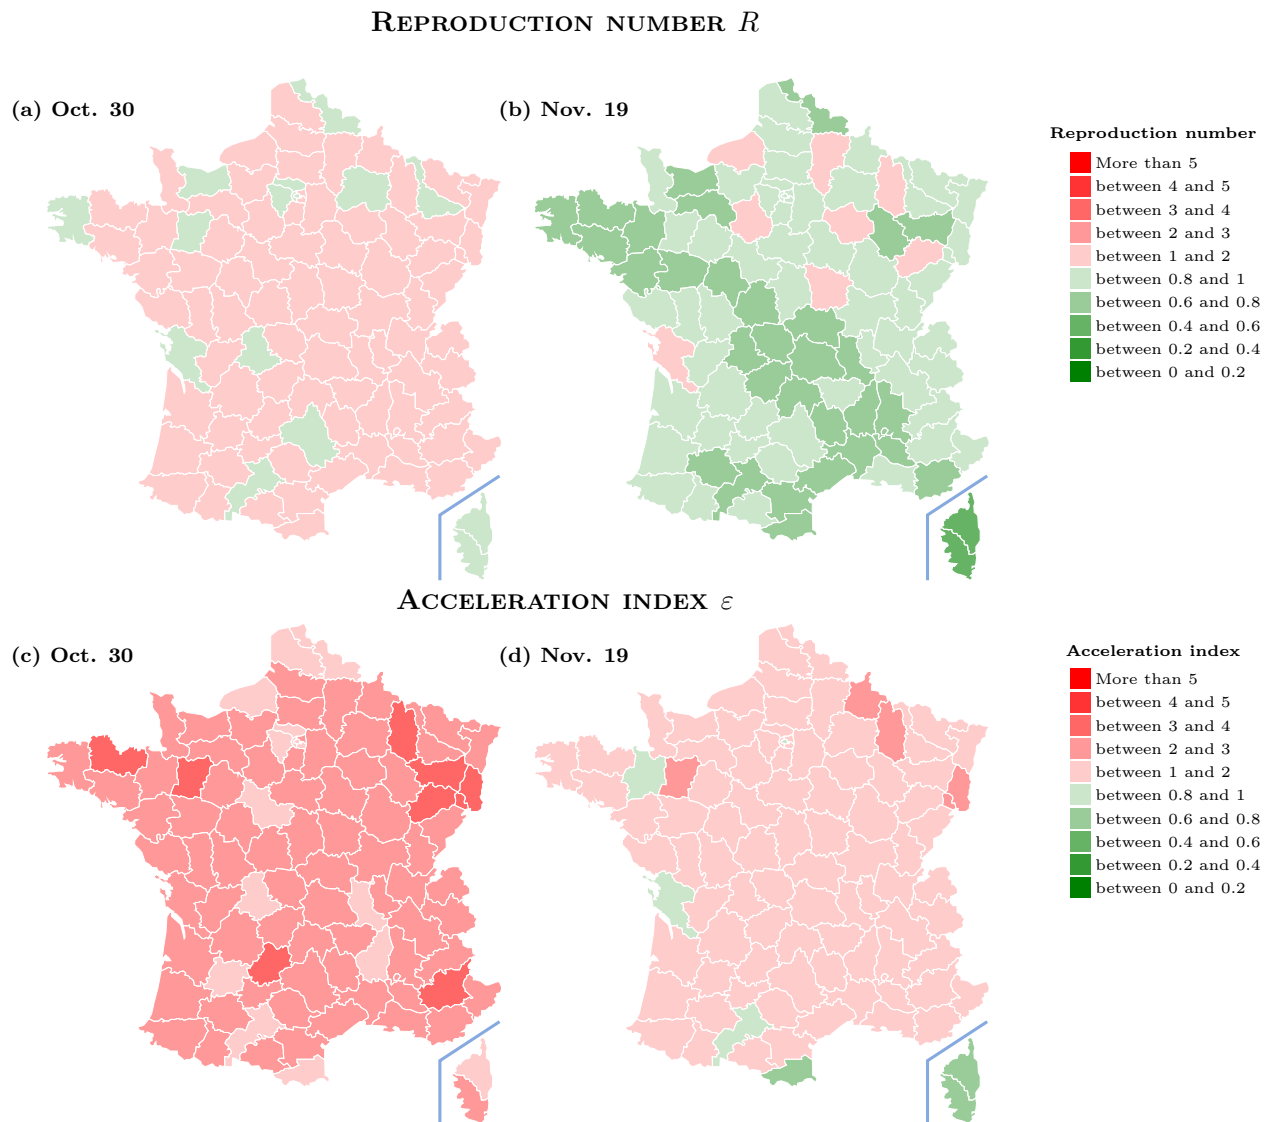 REPRODUCTION NUMBER R
(a) Oct. 30
(b) Nov. 19
Reproduction number
More than 5
between 4 and 5
between 3 and 4
between 2 and 3
between 1 and 2
between 0.8 and 1
between 0.6 and 0.8
between 0.4 and 0.6
between 0.2 and 0.4
between 0 and 0.2
ACCELERATION INDEX ε
(c) Oct. 30
(d) Nov. 19
Acceleration index
More than 5
between 4 and 5
between 3 and 4
between 2 and 3
between 1 and 2
between 0.8 and 1
between 0.6 and 0.8
between 0.4 and 0.6
between 0.2 and 0.4
between 0 and 0.2